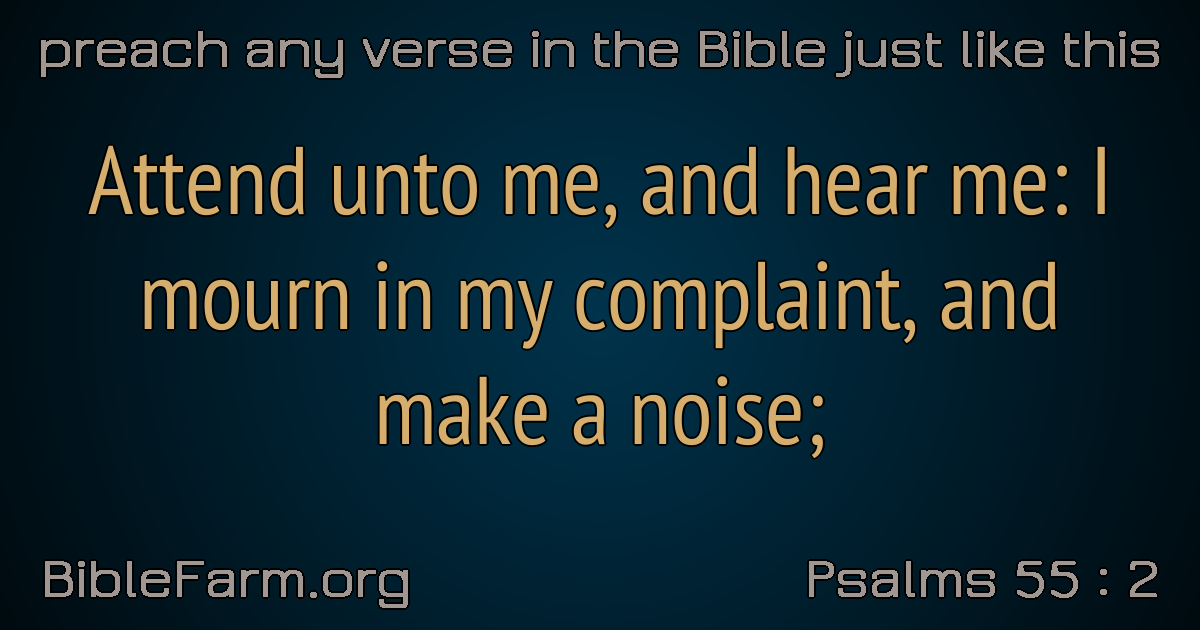 preach any verse in the Bible just like this
Attend unto me, and hear me: I
mourn in my complaint, and
make a noise;
BibleFarm.org
Psalms 55 : 2